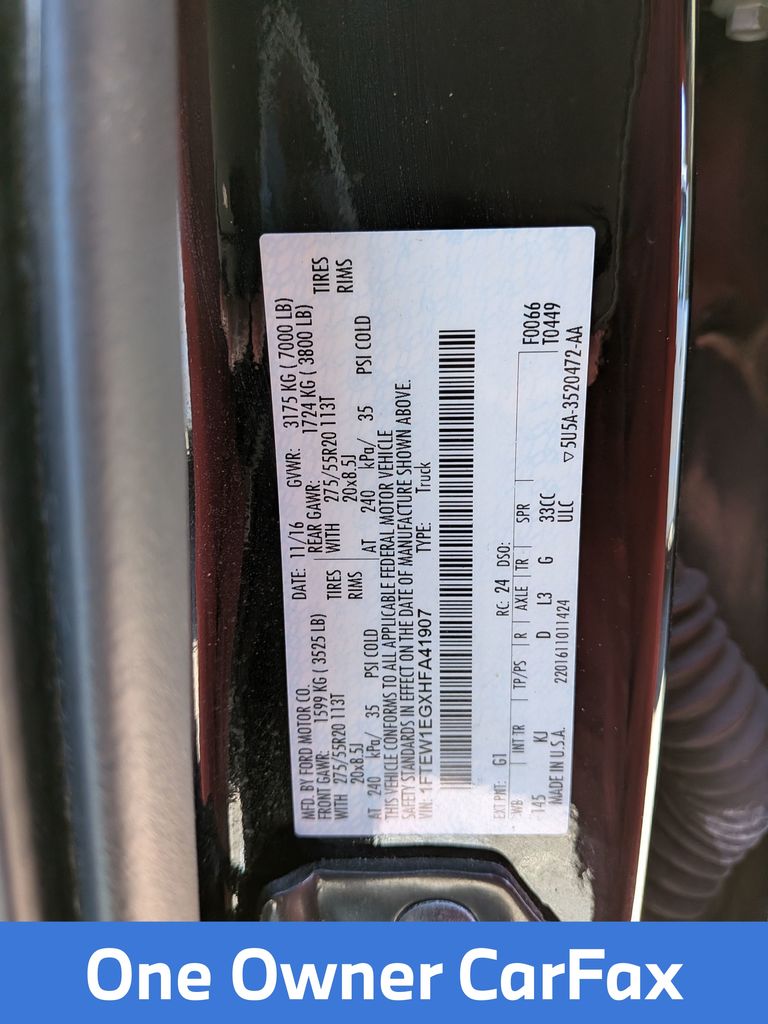 MFD. BY FORD MOTOR CO.
DATE: 11/16 GVWR: 3175 KG ( 7000 LB)
FRONT GAWR: 1599 KG ( 3525 LB)
REAR GAWR: 1724 KG ( 3800 LB)
WITH 275/55R20 113T TIRES
WITH 275/55R20 113T TIRES
20x8.5J RIMS
20x8.5J RIMS
AT 240 kPa/ 35 PSI COLD
AT 240 kPa/ 35 PSI COLD
THIS VEHICLE CONFORMS TO ALL APPLICABLE FEDERAL MOTOR VEHICLE
SAFETY STANDARDS IN EFFECT ON THE DATE OF MANUFACTURE SHOWN ABOVE.
VIN: 1FTEW1EGXHFA41907 TYPE: Truck
EXT PNT: G1 RC: 24 DSO: F0066
WB INT TR TP/PS R AXLE TR SPR T0449
145 KJ D L3 G 33CC
MADE IN U.S.A. 2201611011424 ULC ▽5U5A-3520472-AA
One Owner CarFax